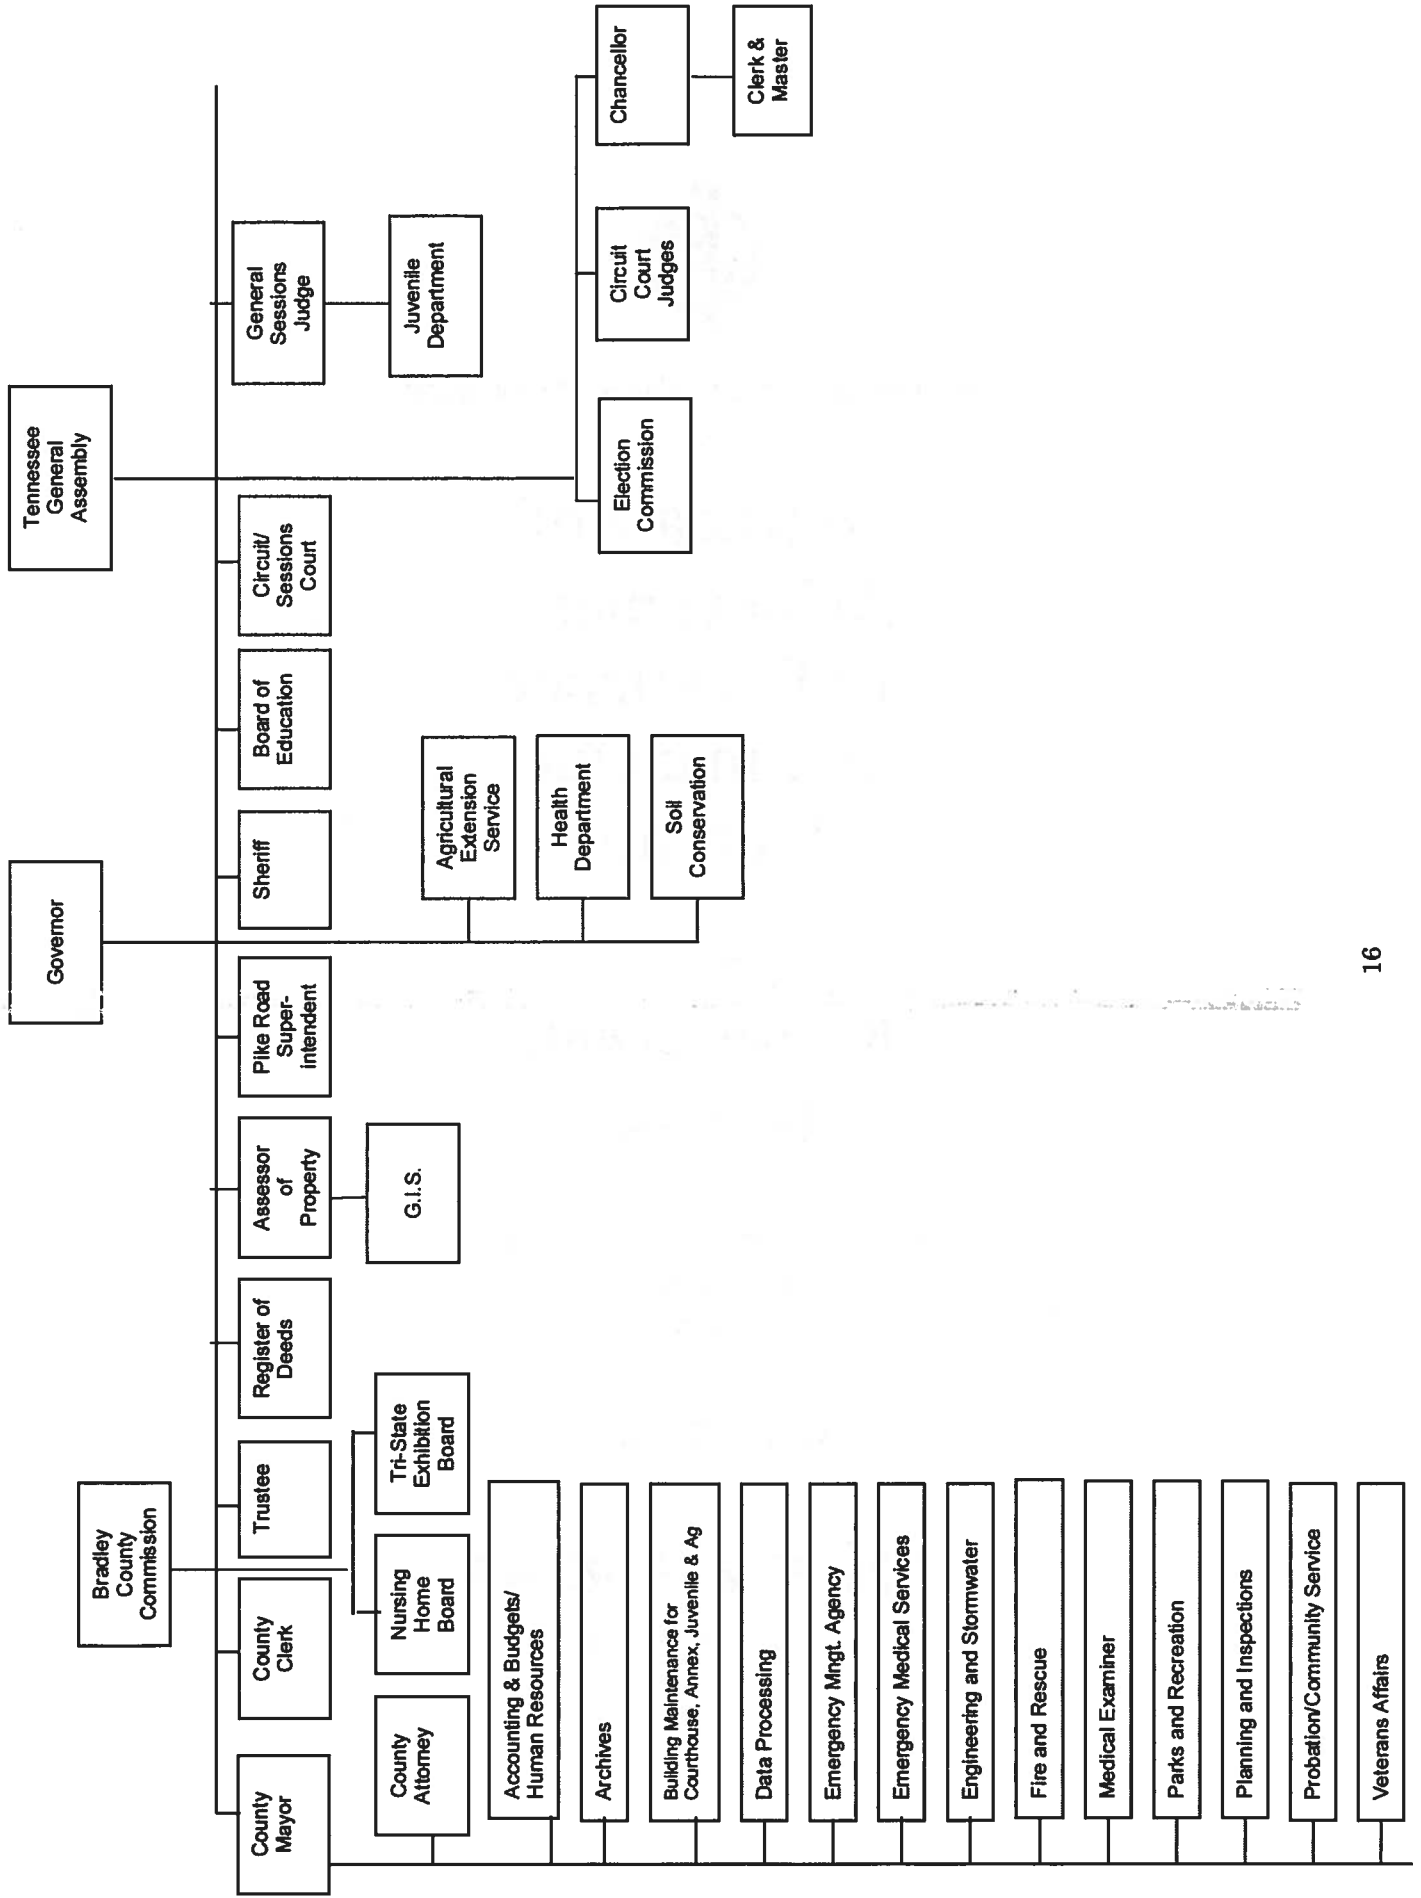 Bradley
County
Commission
Governor
Tennessee
General
Assembly
County
Mayor
County
Clerk
Trustee
Register of
Deeds
Assessor
of
Property
Pike Road
Super-
intendent
Sheriff
Board of
Education
Circuit/
Sessions
Court
General
Sessions
Judge
County
Attorney
Nursing
Home
Board
Tri-State
Exhibition
Board
G.I.S.
Agricultural
Extension
Service
Health
Department
Soil
Conservation
Juvenile
Department
Election
Commission
Circuit
Court
Judges
Chancellor
Clerk &
Master
Accounting & Budgets/
Human Resources
Archives
Building Maintenance for
Courthouse, Annex, Juvenile & Ag
Data Processing
Emergency Mngt. Agency
Emergency Medical Services
Engineering and Stormwater
Fire and Rescue
Medical Examiner
Parks and Recreation
Planning and Inspections
Probation/Community Service
Veterans Affairs
16